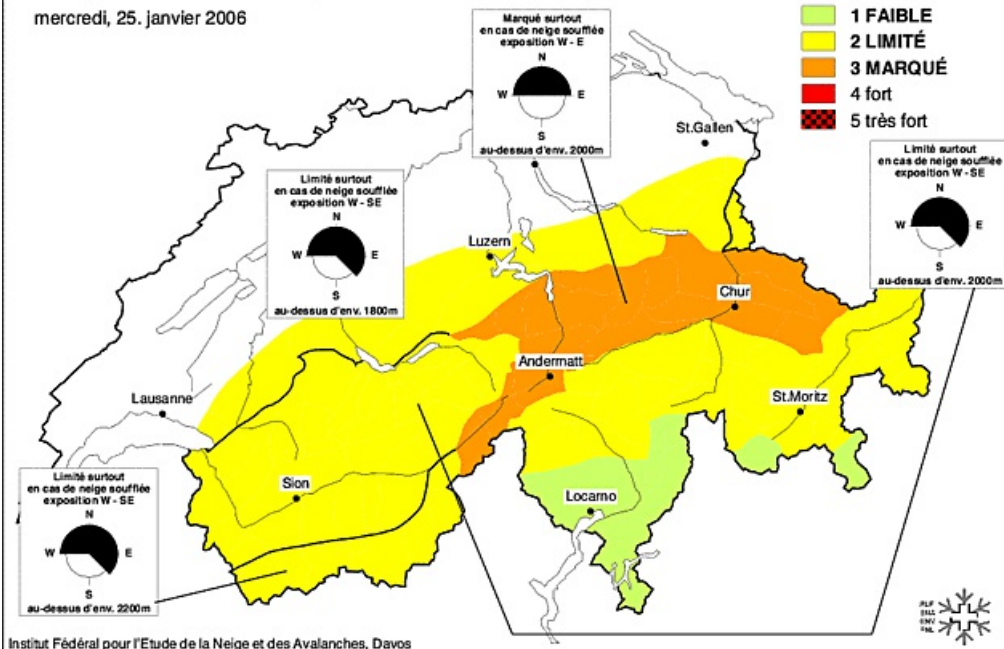 mercredi, 25. janvier 2006
1 FAIBLE
2 LIMITÉ
3 MARQUÉ
4 fort
5 très fort
Marqué surtout
en cas de neige soufflée
exposition W - E
N
W E
S
au-dessus d'env. 2000m
St.Gallen
Limité surtout
en cas de neige soufflée
exposition W - SE
N
W E
S
au-dessus d'env. 2000m
Limité surtout
en cas de neige soufflée
exposition W - SE
N
W E
S
au-dessus d'env. 1800m
Luzern
Chur
Andermatt
Lausanne
St.Moritz
Limité surtout
en cas de neige soufflée
exposition W - SE
N
W E
S
au-dessus d'env. 2200m
Sion
Locarno
SLF
ENA
ENV
SNL
Institut Fédéral pour l'Etude de la Neige et des Avalanches, Davos